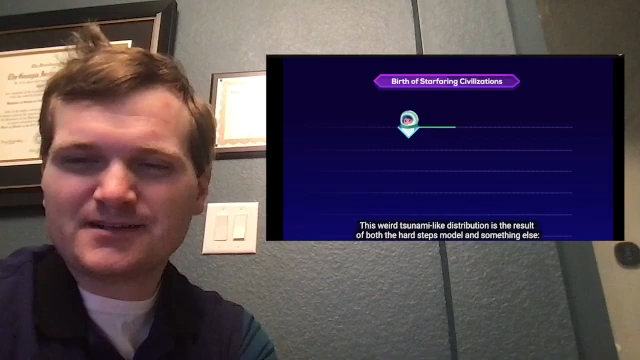 Birth of Starfaring Civilizations
This weird tsunami-like distribution is the result
of both the hard steps model and something else: